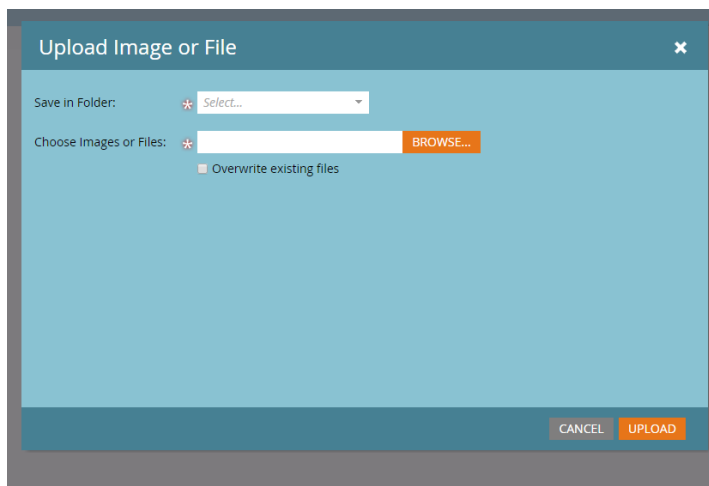 Upload Image or File
Save in Folder: * Select...
Choose Images or Files: * BROWSE...
Overwrite existing files
CANCEL UPLOAD